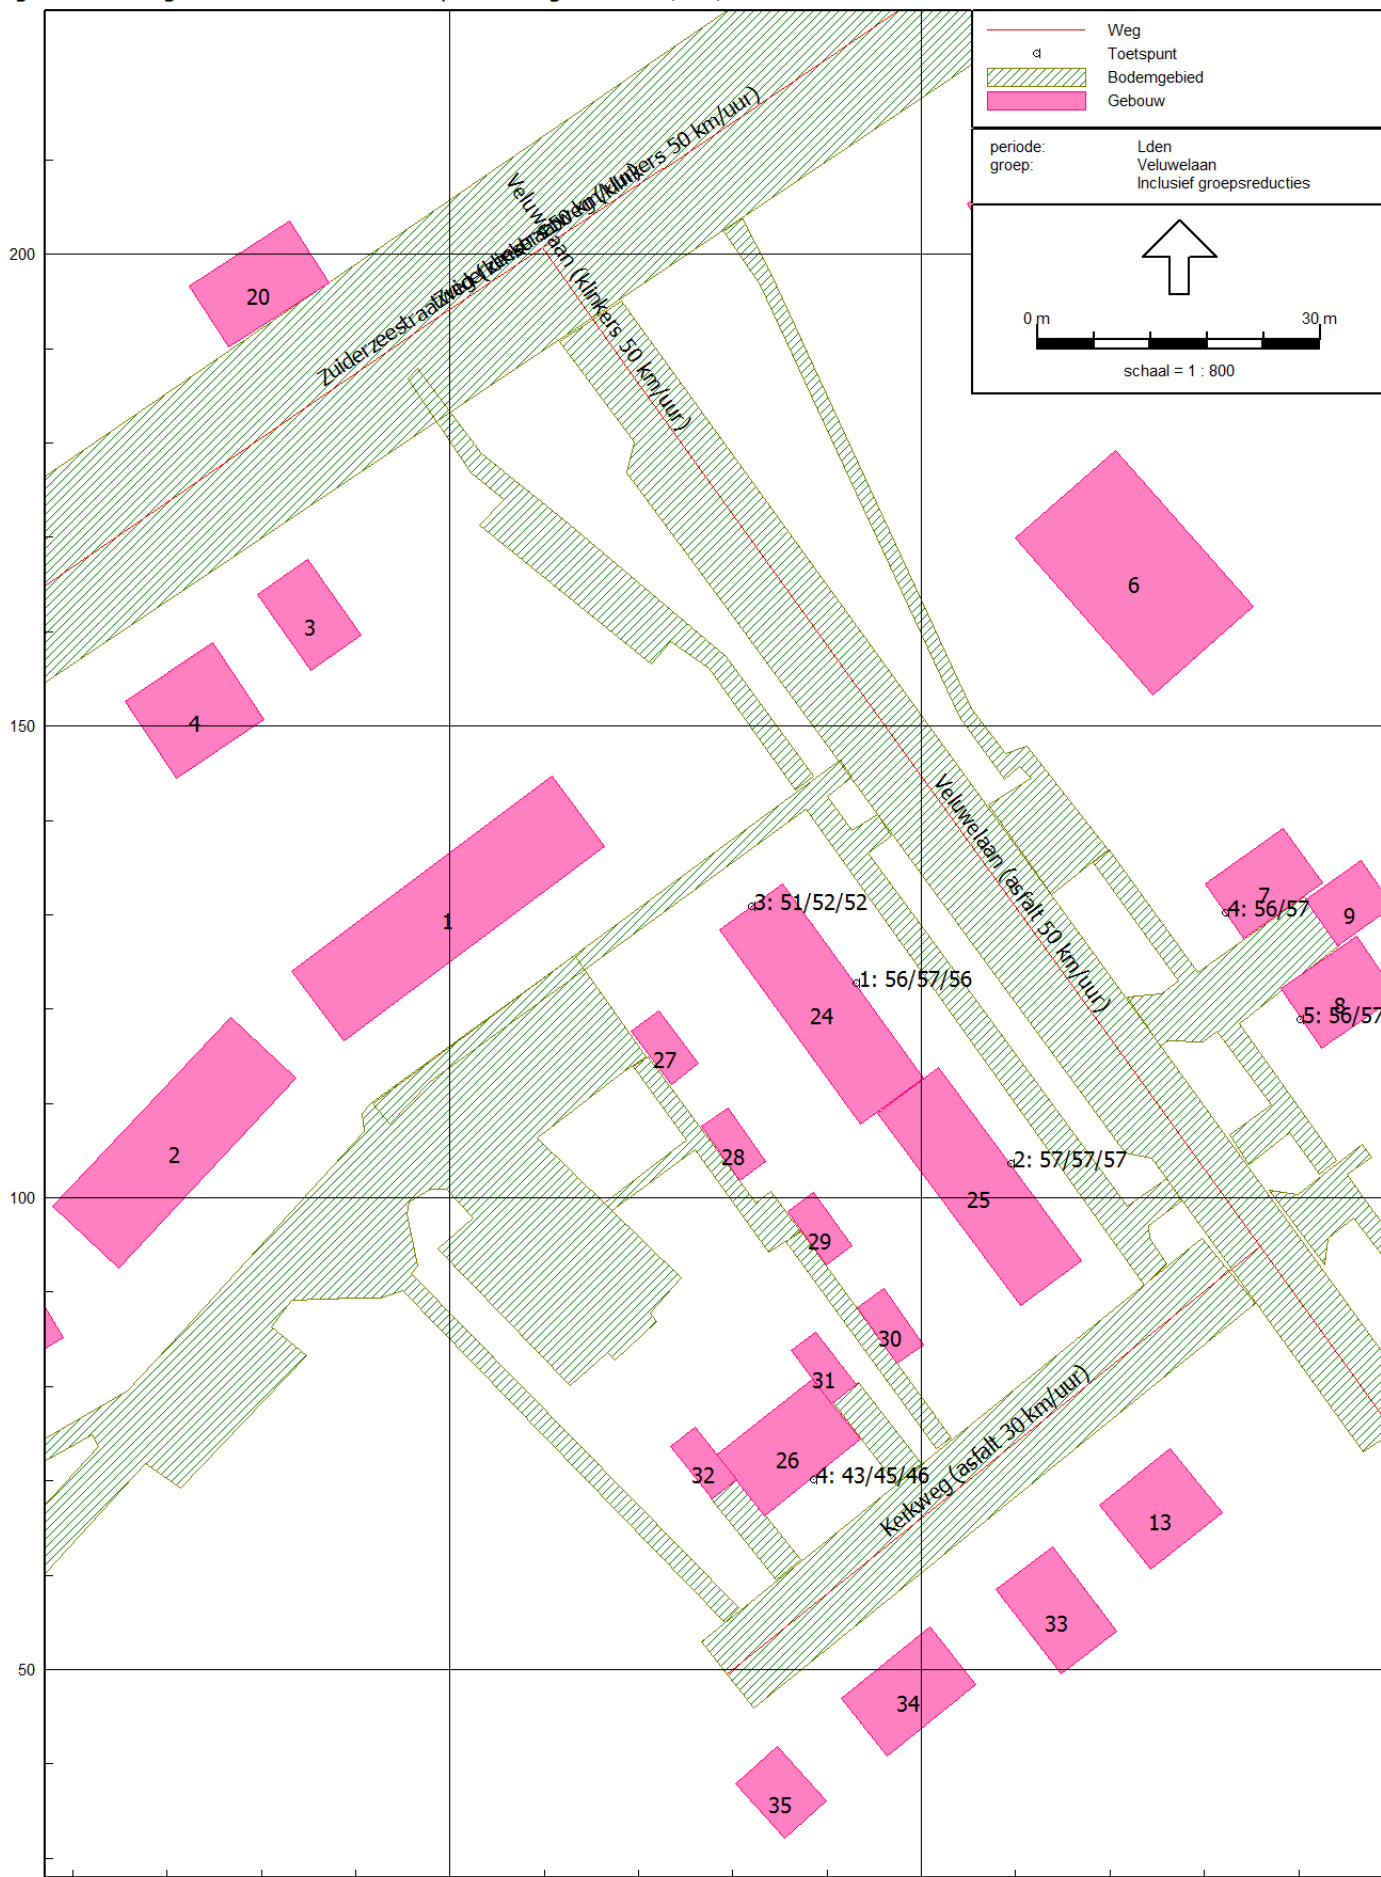 Weg
Toetspunt
Bodemgebied
Gebouw
periode: Lden
groep: Veluwelaan
Inclusief groepsreducties
0 m 30 m
schaal = 1 : 800
200
150
100
50
Veluwelaan (klinkers 50 km/uur)
Veluwelaan (asfalt 50 km/uur)
Kerkweg (asfalt 30 km/uur)
20
3
4
6
1
2
7
4: 56/57
9
8
5: 56/57
3: 51/52/52
1: 56/57/56
24
27
28
2: 57/57/57
25
29
30
31
26
32
4: 43/45/46
13
33
34
35